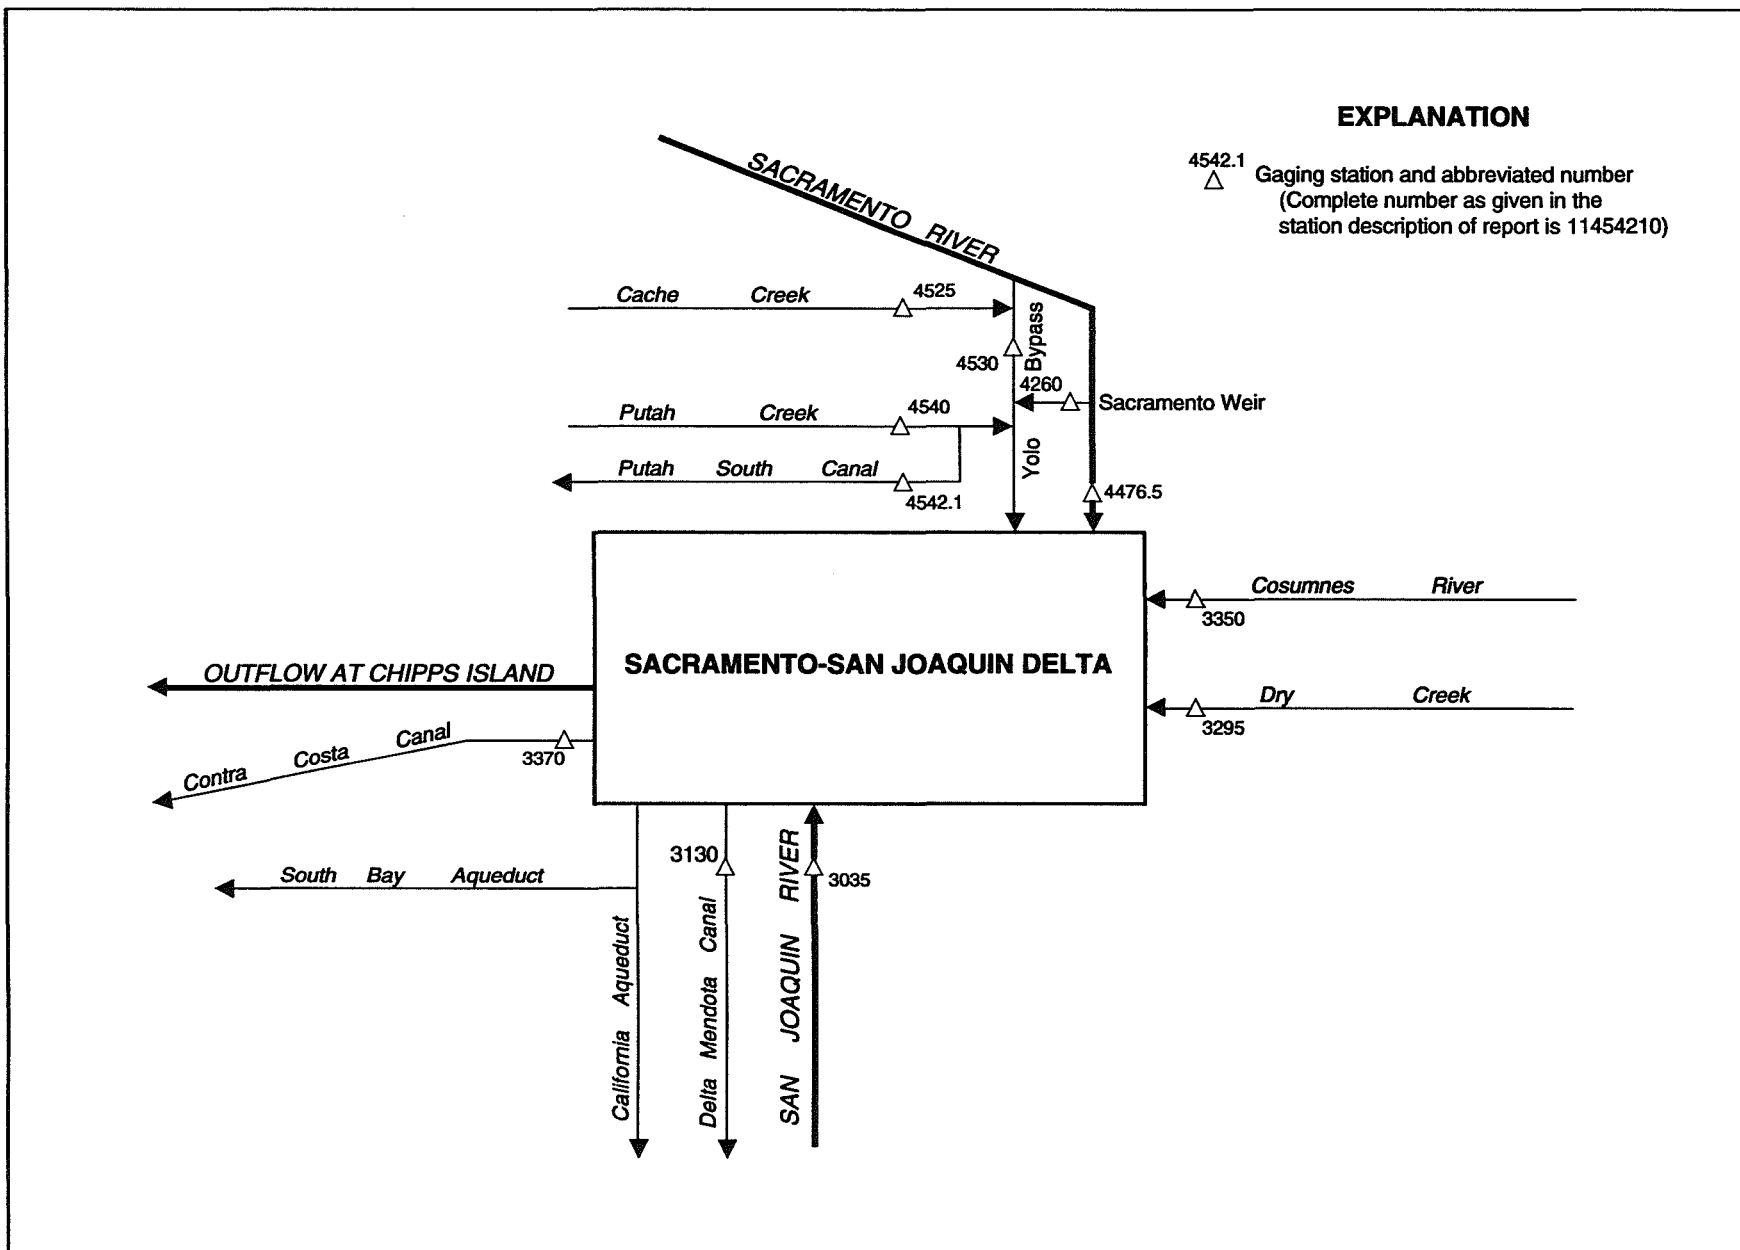 EXPLANATION
4542.1
Gaging station and abbreviated number
(Complete number as given in the
station description of report is 11454210)
SACRAMENTO RIVER
Cache Creek
4525
4530
Bypass
4260
Sacramento Weir
Putah Creek
4540
Yolo
Putah South Canal
4542.1
4476.5
Cosumnes River
3350
SACRAMENTO-SAN JOAQUIN DELTA
OUTFLOW AT CHIPPS ISLAND
Dry Creek
3295
Contra Costa Canal
3370
3130
3035
South Bay Aqueduct
California Aqueduct
Delta Mendota Canal
SAN JOAQUIN RIVER